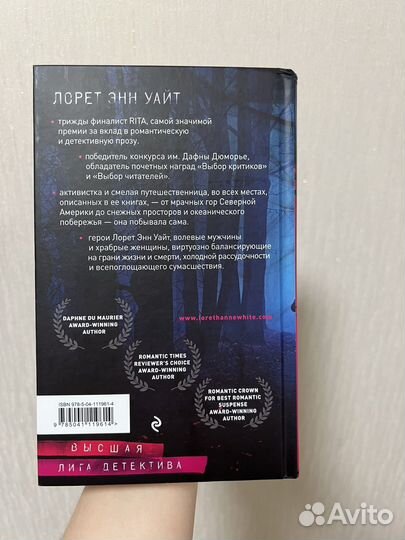 ЛОРЕТ ЭНН УАЙТ
• трижды финалист RITA, самой значимой
премии за вклад в романтическую
и детективную прозу.
• победитель конкурса им. Дафны Дюморье,
обладатель почетных наград «Выбор критиков»
и «Выбор читателей».
• активистка и смелая путешественница, во всех местах,
описанных в ее книгах, — от мрачных гор Северной
Америки до снежных просторов и океанического
побережья — она побывала сама.
• герои Лорет Энн Уайт, волевые мужчины
и храбрые женщины, виртуозно балансирующие
на грани жизни и смерти, холодной рассудочности
и всепоглощающего сумасшествия.
DAPHNE DU MAURIER
AWARD-WINNING
AUTHOR
www.lorethannewhite.com
ROMANTIC TIMES
REVIEWER'S CHOICE
AWARD-WINNING
AUTHOR
ROMANTIC CROWN
FOR BEST ROMANTIC
SUSPENSE
AWARD-WINNING
AUTHOR
ISBN 978-5-04-111961-4
9 785041 119614 >
ВЫСШАЯ
ЛИГА ДЕТЕКТИВА
Avito